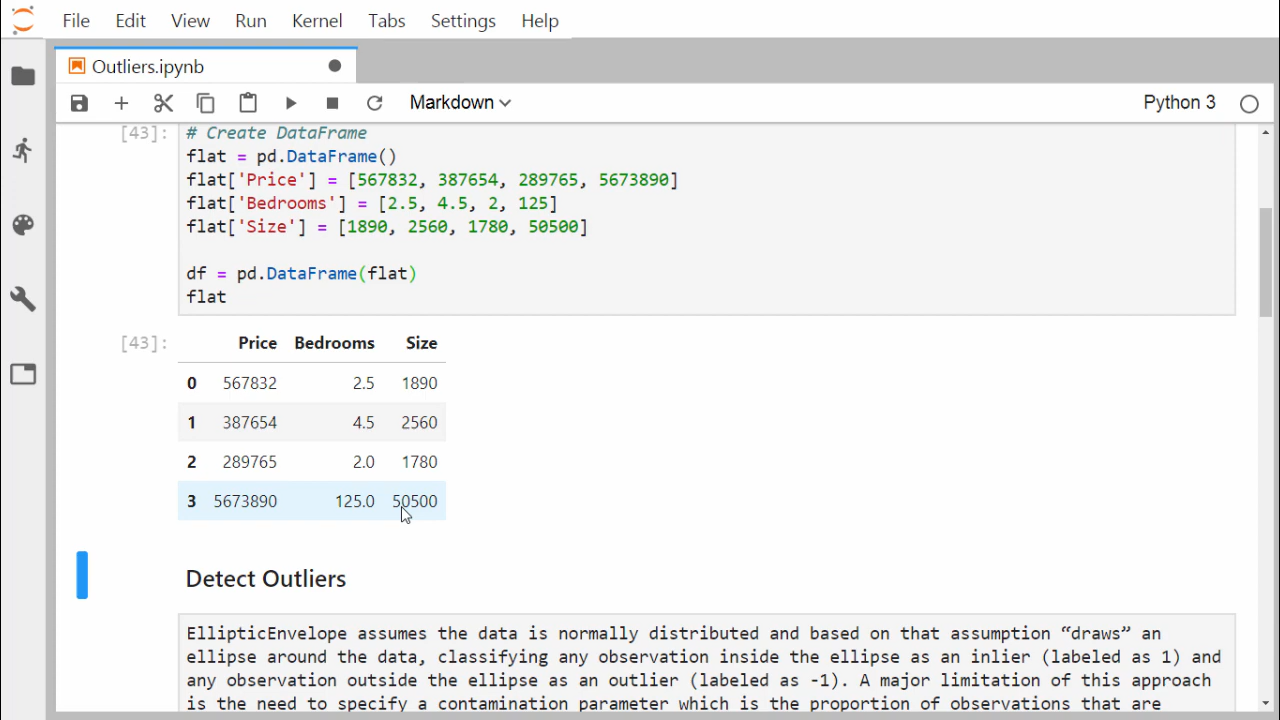 File Edit View Run Kernel Tabs Settings Help
Outliers.ipynb
Markdown Python 3
[43]: # Create DataFrame
flat = pd.DataFrame()
flat['Price'] = [567832, 387654, 289765, 5673890]
flat['Bedrooms'] = [2.5, 4.5, 2, 125]
flat['Size'] = [1890, 2560, 1780, 50500]
df = pd.DataFrame(flat)
flat
[43]: Price Bedrooms Size
0 567832 2.5 1890
1 387654 4.5 2560
2 289765 2.0 1780
3 5673890 125.0 50500
Detect Outliers
EllipticEnvelope assumes the data is normally distributed and based on that assumption “draws” an
ellipse around the data, classifying any observation inside the ellipse as an inlier (labeled as 1) and
any observation outside the ellipse as an outlier (labeled as -1). A major limitation of this approach
is the need to specify a contamination parameter which is the proportion of observations that are